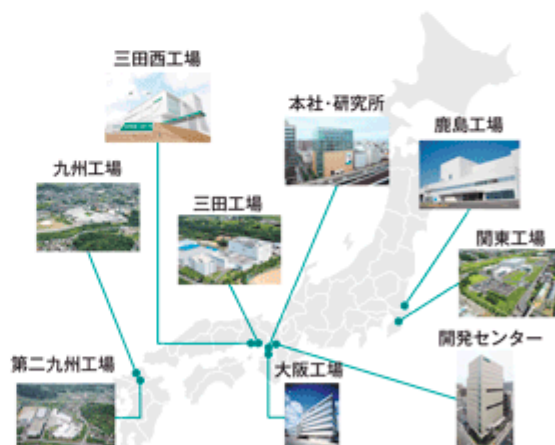 三田西工場
本社・研究所
鹿島工場
九州工場
三田工場
関東工場
開発センター
第二九州工場
大阪工場